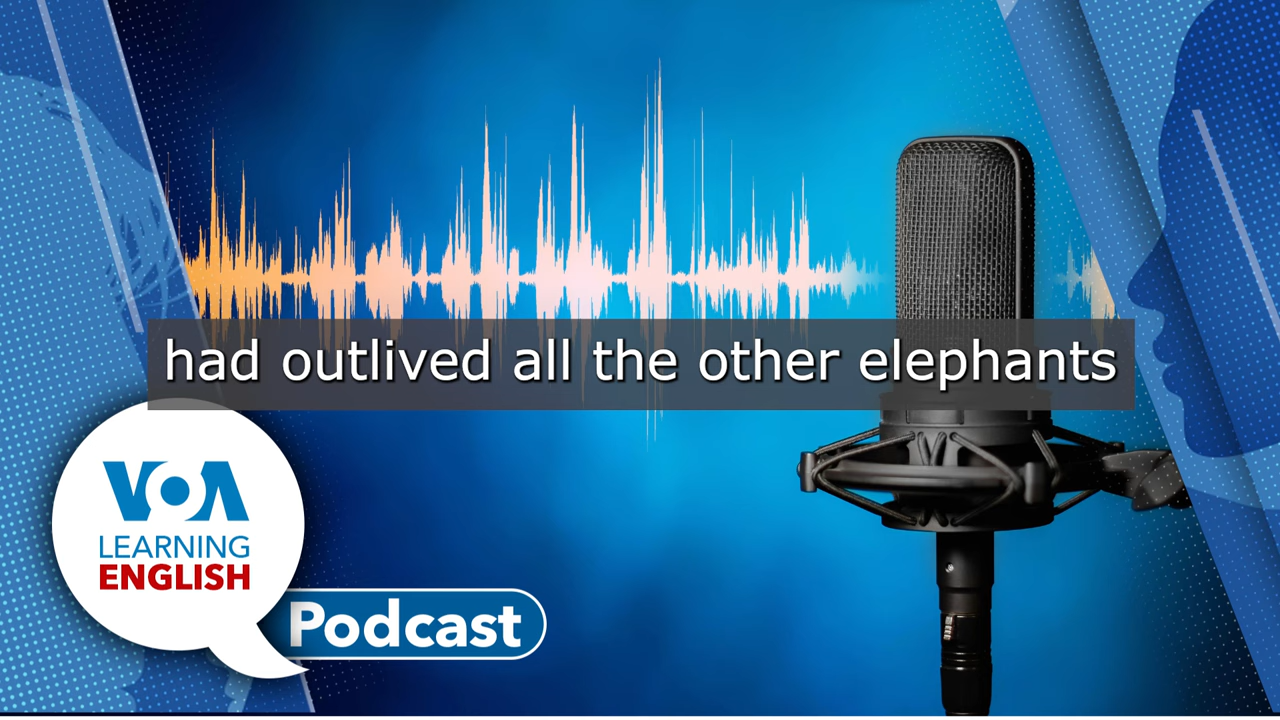 had outlived all the other elephants
VOA
LEARNING
ENGLISH
Podcast